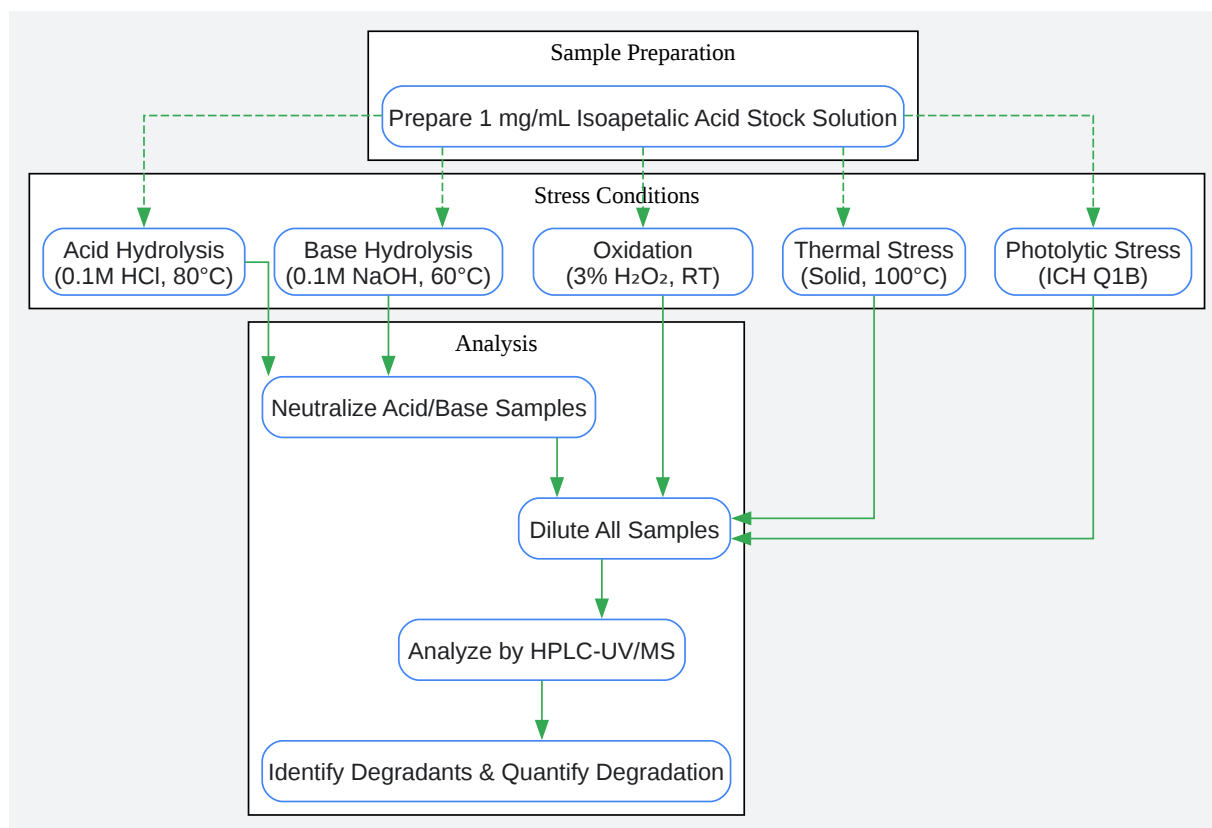 Sample Preparation
Prepare 1 mg/mL Isoapetalic Acid Stock Solution
Stress Conditions
Acid Hydrolysis
(0.1M HCl, 80°C)
Base Hydrolysis
(0.1M NaOH, 60°C)
Oxidation
(3% H₂O₂, RT)
Thermal Stress
(Solid, 100°C)
Photolytic Stress
(ICH Q1B)
Analysis
Neutralize Acid/Base Samples
Dilute All Samples
Analyze by HPLC-UV/MS
Identify Degradants & Quantify Degradation